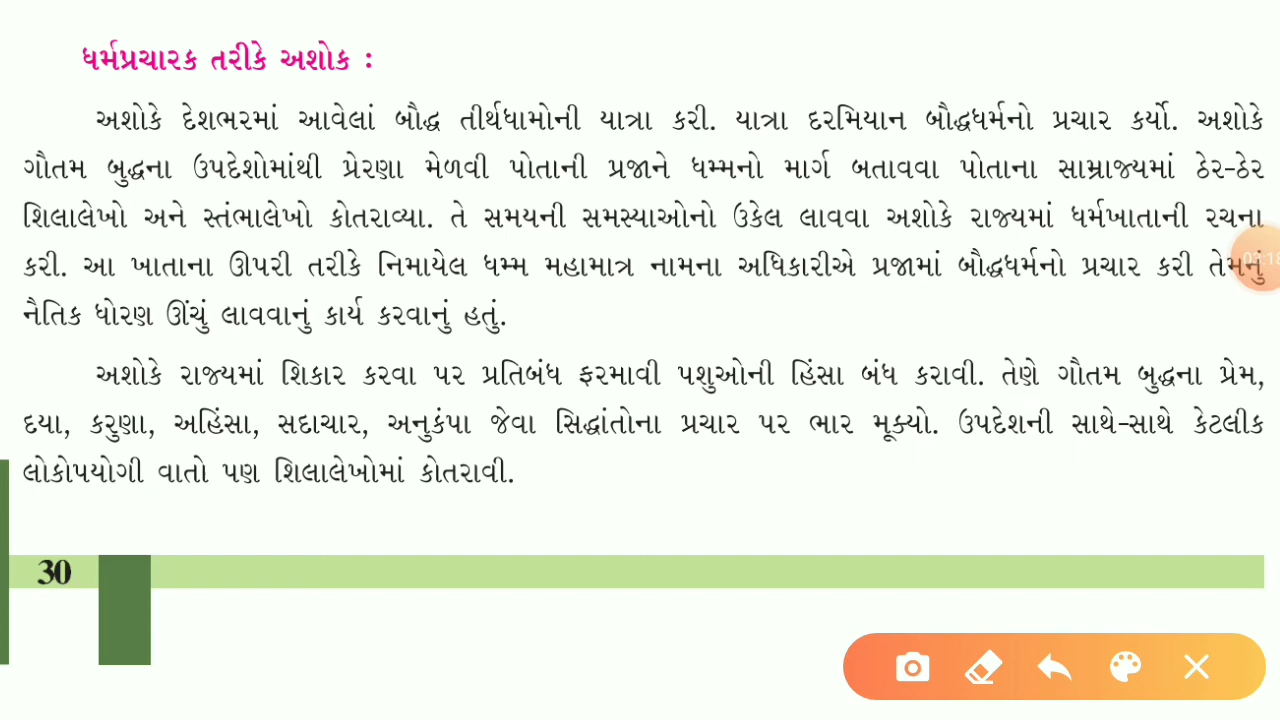 ધર્મપ્રચારક તરીકે અશોક :
અશોકે દેશભરમાં આવેલાં બૌદ્ધ તીર્થધામોની યાત્રા કરી. યાત્રા દરમિયાન બૌદ્ધધર્મનો પ્રચાર કર્યો. અશોકે
ગૌતમ બુદ્ધના ઉપદેશોમાંથી પ્રેરણા મેળવી પોતાની પ્રજાને ધમ્મનો માર્ગ બતાવવા પોતાના સામ્રાજ્યમાં ઠેર-ઠેર
શિલાલેખો અને સ્તંભાલેખો કોતરાવ્યા. તે સમયની સમસ્યાઓનો ઉકેલ લાવવા અશોકે રાજ્યમાં ધર્મખાતાની રચના
કરી. આ ખાતાના ઊપરી તરીકે નિમાયેલ ધમ્મ મહામાત્ર નામના અધિકારીએ પ્રજામાં બૌદ્ધધર્મનો પ્રચાર કરી તેમનું
નૈતિક ધોરણ ઊંચું લાવવાનું કાર્ય કરવાનું હતું.
અશોકે રાજ્યમાં શિકાર કરવા પર પ્રતિબંધ ફરમાવી પશુઓની હિંસા બંધ કરાવી. તેણે ગૌતમ બુદ્ધના પ્રેમ,
દયા, કરુણા, અહિંસા, સદાચાર, અનુકંપા જેવા સિદ્ધાંતોના પ્રચાર પર ભાર મૂક્યો. ઉપદેશની સાથે-સાથે કેટલીક
લોકોપયોગી વાતો પણ શિલાલેખોમાં કોતરાવી.
30